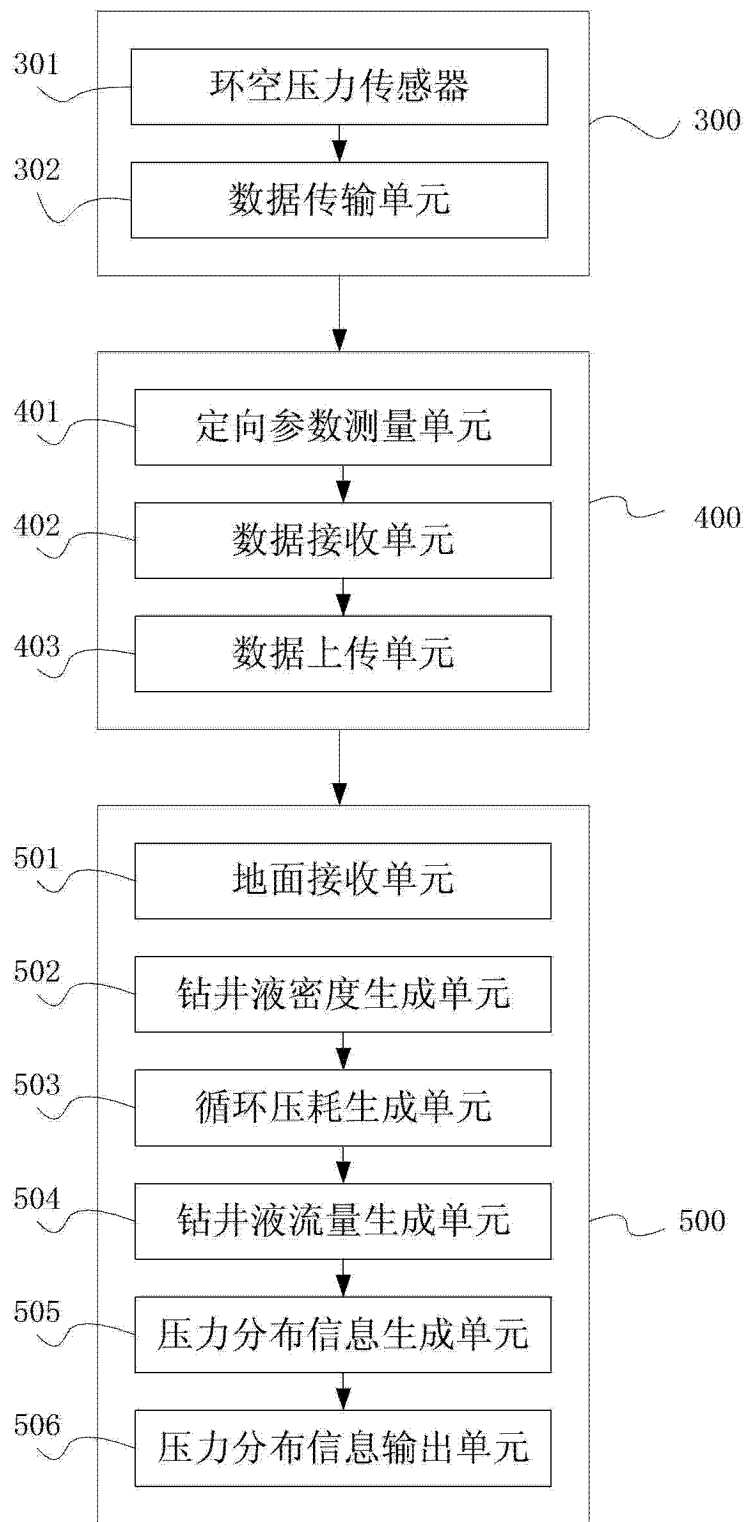 301
环空压力传感器
300
302
数据传输单元
401
定向参数测量单元
402
数据接收单元
400
403
数据上传单元
501
地面接收单元
502
钻井液密度生成单元
503
循环压耗生成单元
504
钻井液流量生成单元
500
505
压力分布信息生成单元
506
压力分布信息输出单元